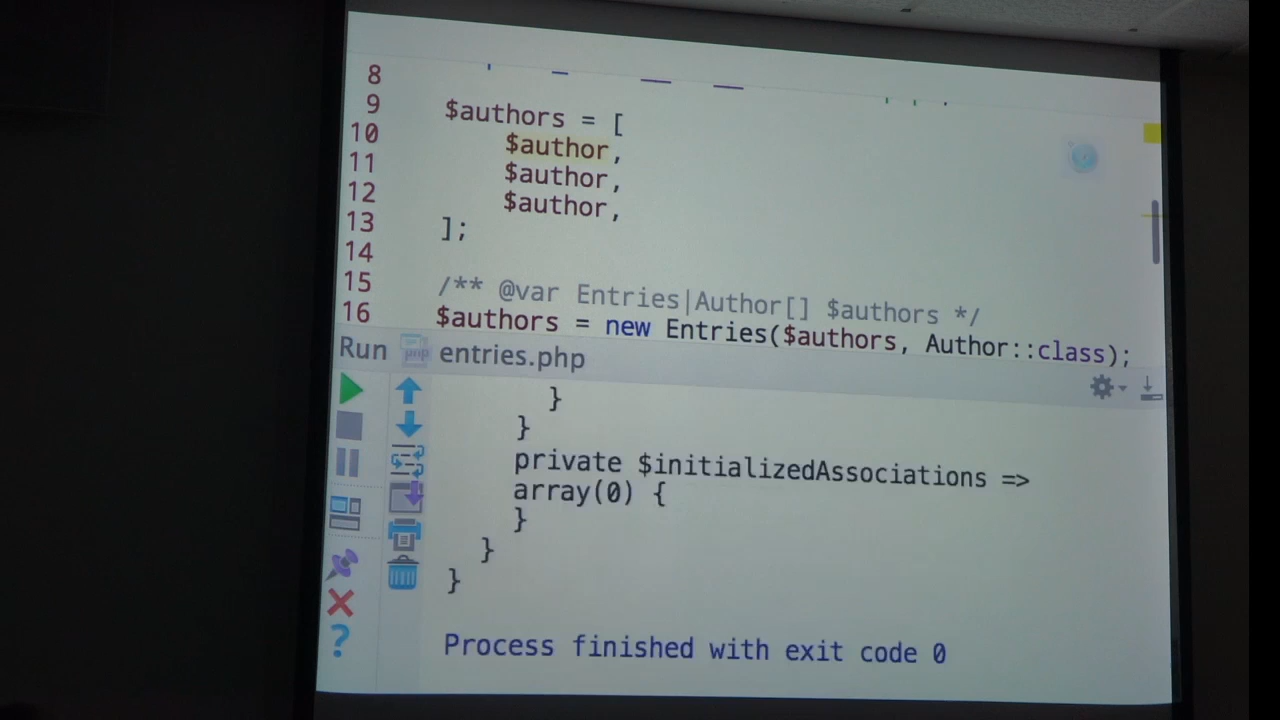 8
9 $authors = [
10 $author,
11 $author,
12 $author,
13 ];
14
15 /** @var Entries|Author[] $authors */
16 $authors = new Entries($authors, Author::class);
Run php entries.php
}
}
private $initializedAssociations =>
array(0) {
}
}
}
?
Process finished with exit code 0